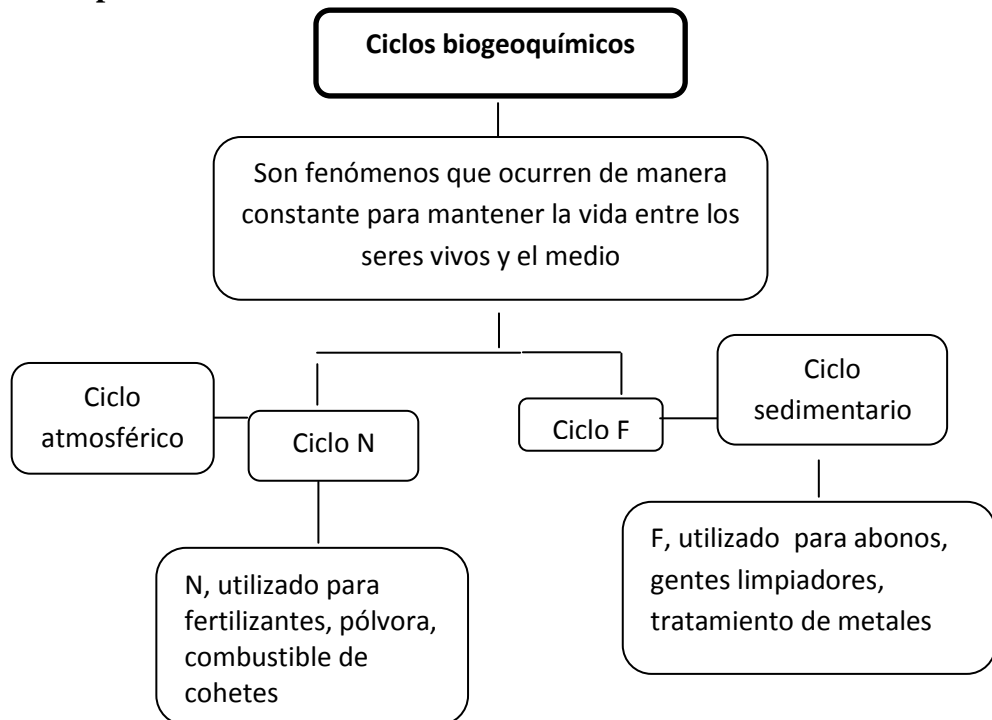 Ciclos biogeoquímicos
Son fenómenos que ocurren de manera
constante para mantener la vida entre los
seres vivos y el medio
Ciclo
atmosférico
Ciclo N
Ciclo F
Ciclo
sedimentario
N, utilizado para
fertilizantes, pólvora,
combustible de
cohetes
F, utilizado para abonos,
gentes limpiadores,
tratamiento de metales